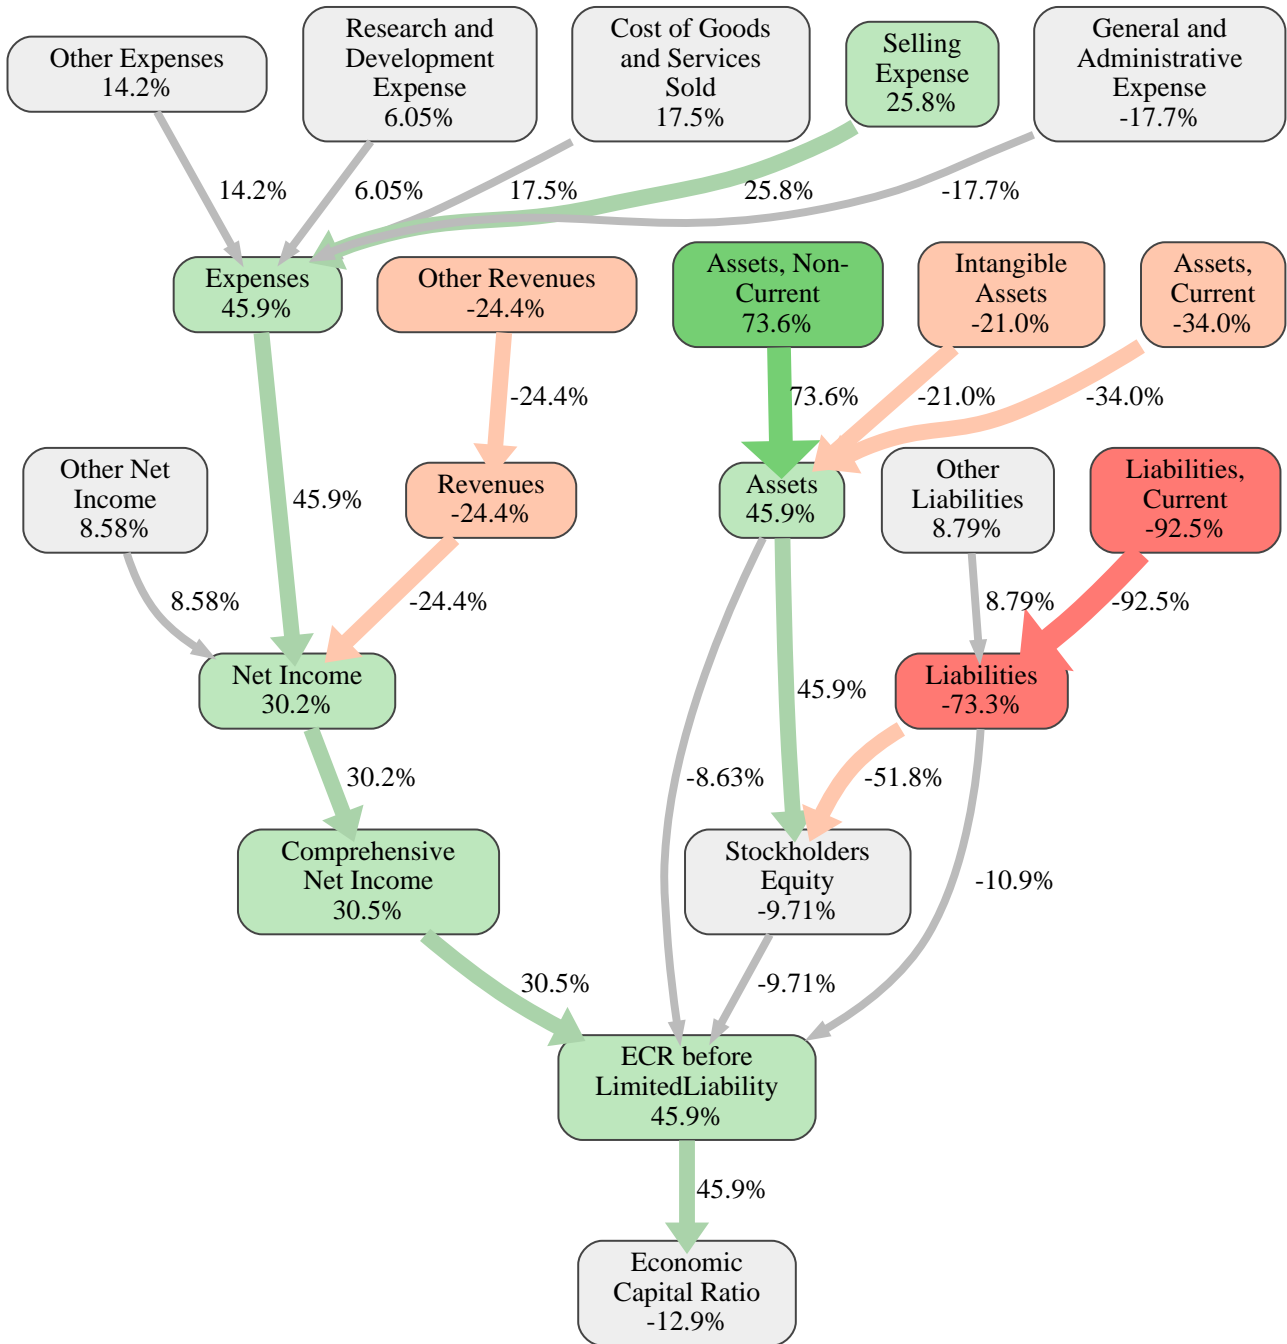 Other Expenses
14.2%
Research and
Development
Expense
6.05%
Cost of Goods
and Services
Sold
17.5%
Selling
Expense
25.8%
General and
Administrative
Expense
-17.7%
14.2%
6.05%
17.5%
25.8%
-17.7%
Expenses
45.9%
Other Revenues
-24.4%
Assets, Non-
Current
73.6%
Intangible
Assets
-21.0%
Assets,
Current
-34.0%
-24.4%
73.6%
-21.0%
-34.0%
Other Net
Income
8.58%
45.9%
Revenues
-24.4%
Assets
45.9%
Other
Liabilities
8.79%
Liabilities,
Current
-92.5%
8.58%
-24.4%
8.79%
-92.5%
Net Income
30.2%
45.9%
Liabilities
-73.3%
30.2%
-8.63%
-51.8%
Comprehensive
Net Income
30.5%
Stockholders
Equity
-9.71%
-10.9%
30.5%
-9.71%
ECR before
LimitedLiability
45.9%
45.9%
Economic
Capital Ratio
-12.9%